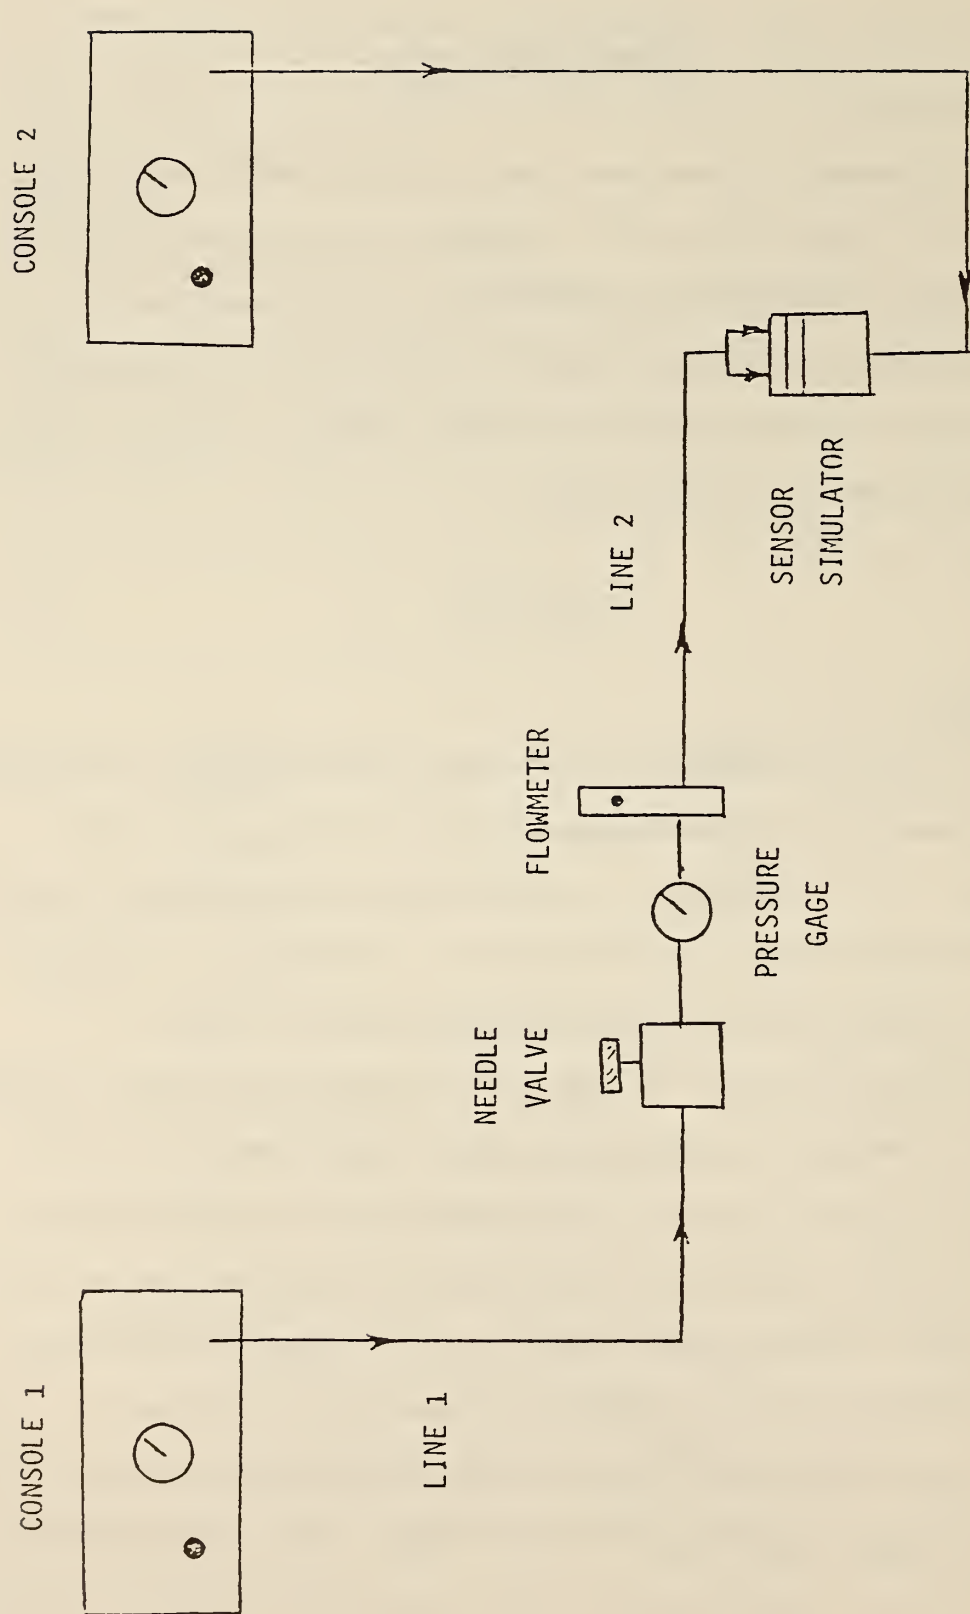 CONSOLE 1
CONSOLE 2
LINE 1
NEEDLE
VALVE
FLOWMETER
LINE 2
PRESSURE
GAGE
SENSOR
SIMULATOR